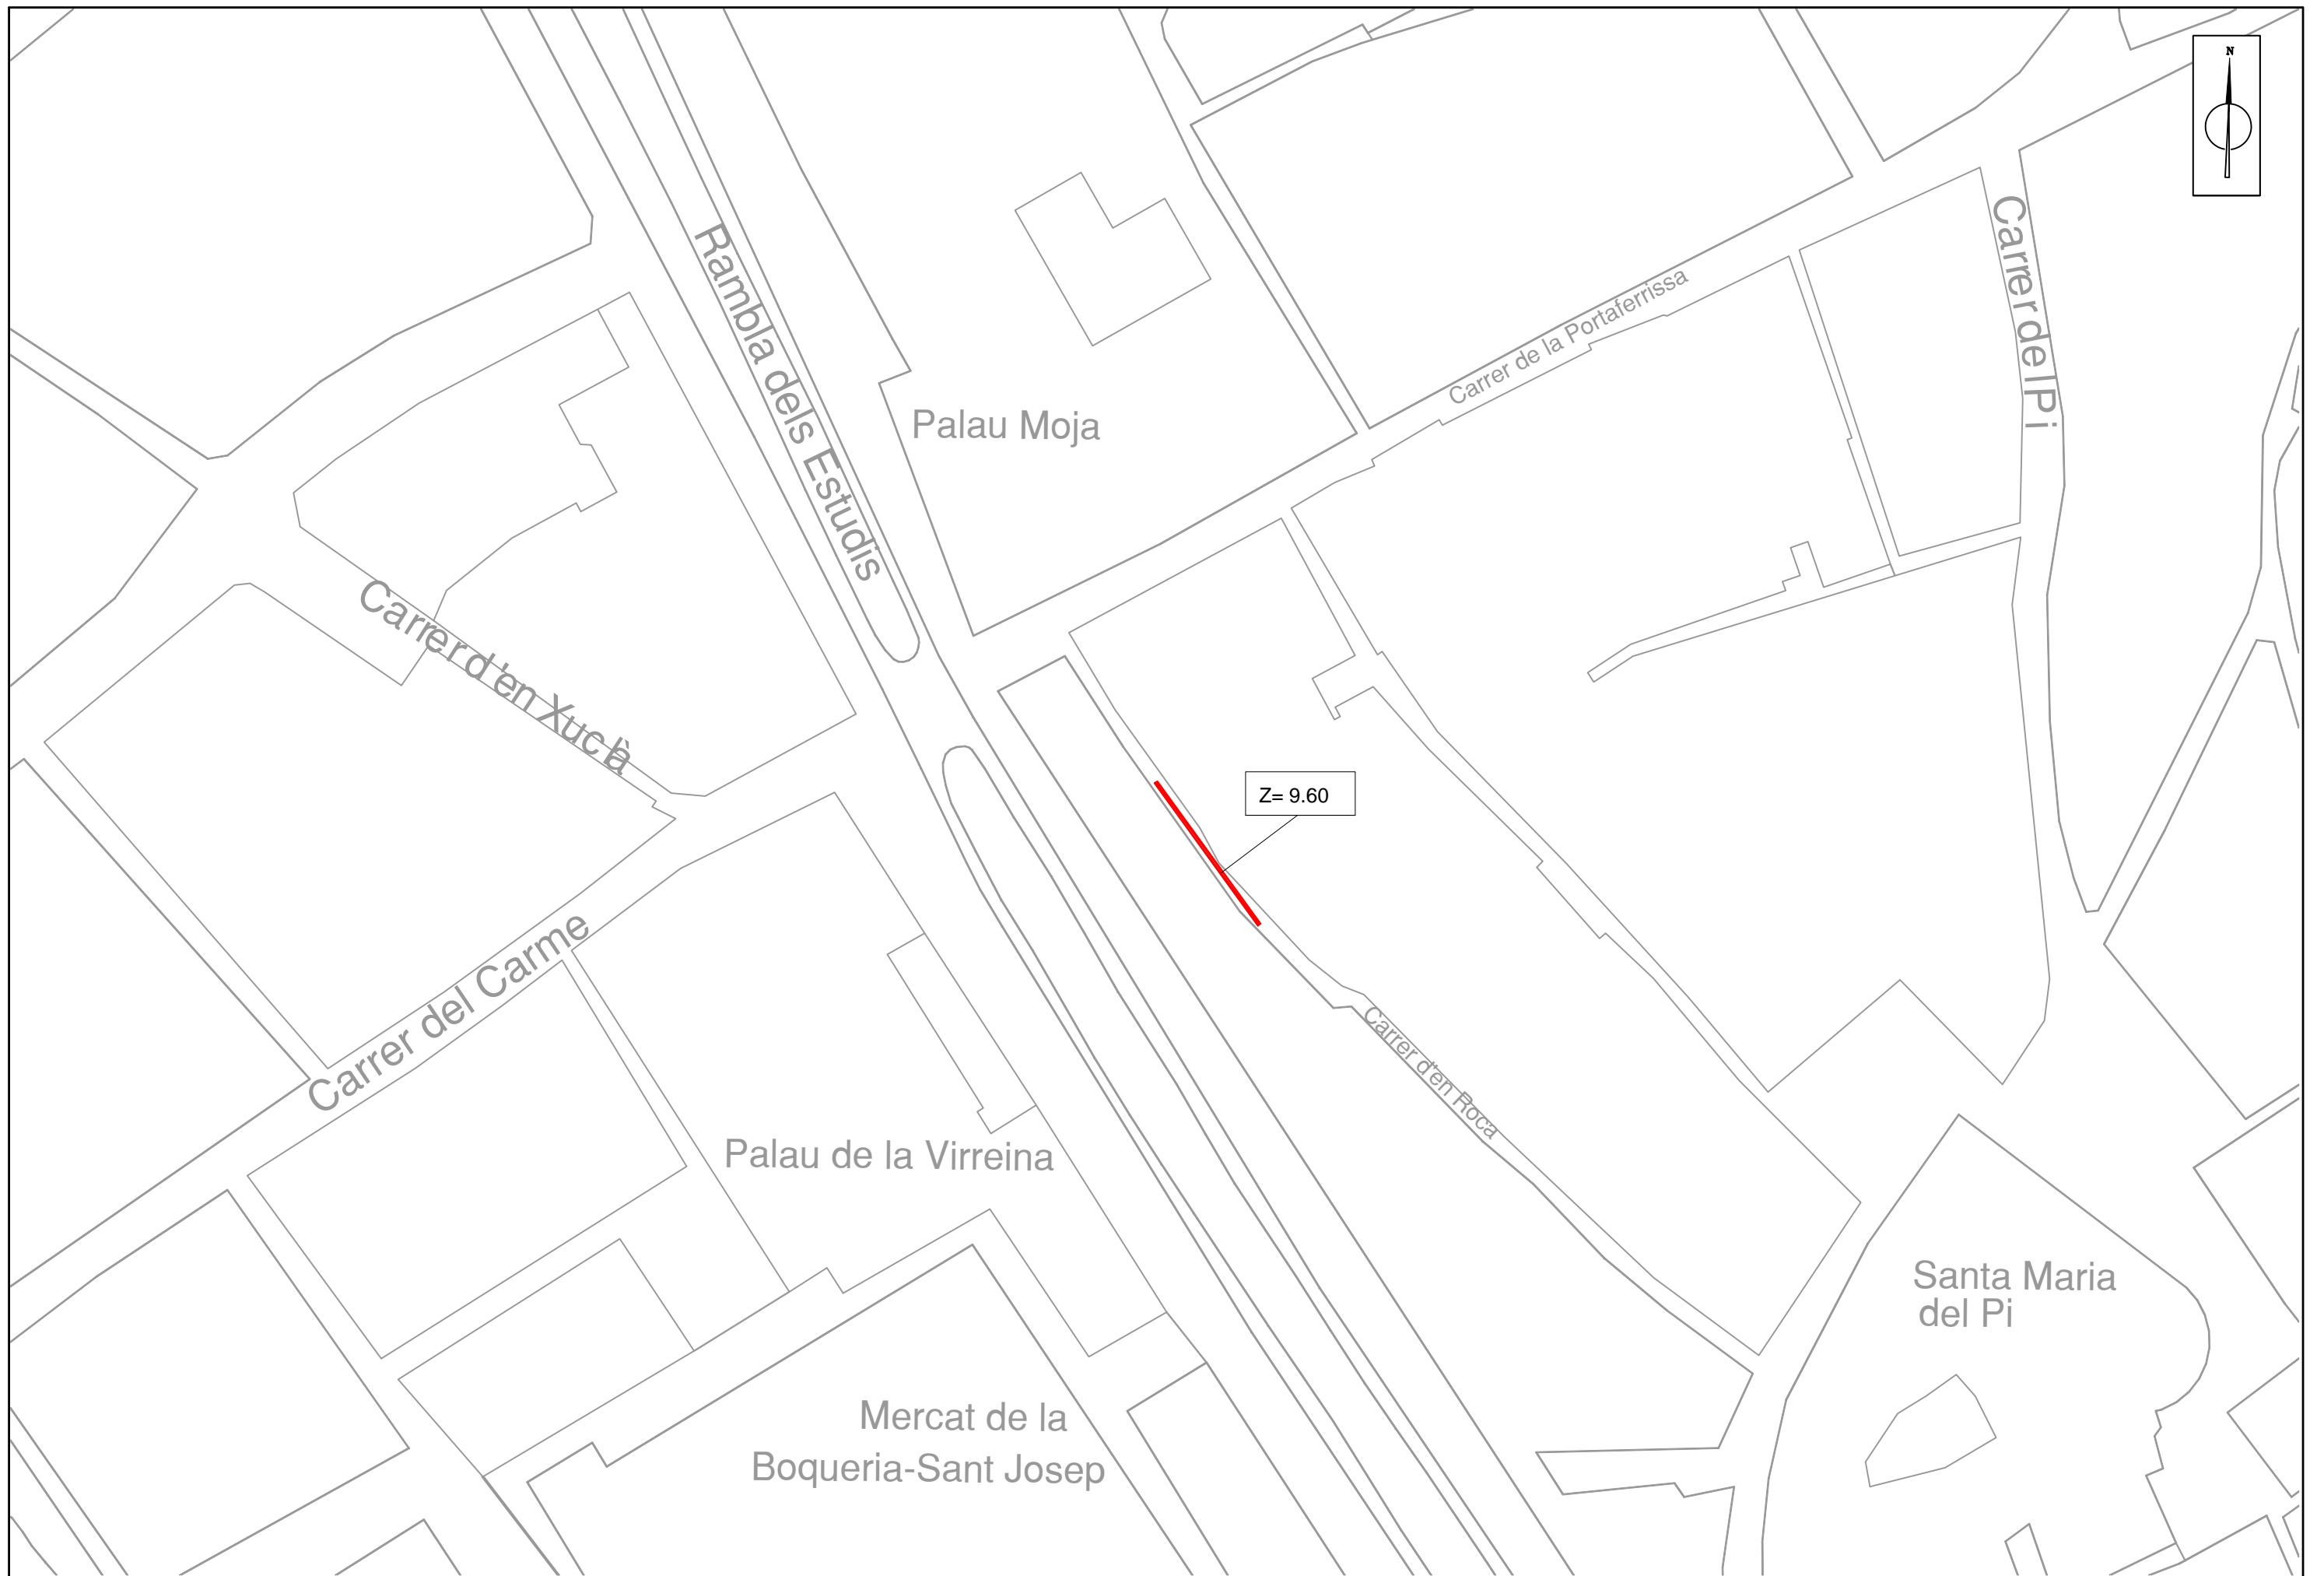 N
Carrer del Pi
Rambla dels Estudis
Carrer de la Portaferrissa
Palau Moja
Carrer d'en Xuclà
Z= 9.60
Carrer del Carme
Carrer d'en Roca
Palau de la Virreina
Santa Maria
del Pi
Mercat de la
Boqueria-Sant Josep